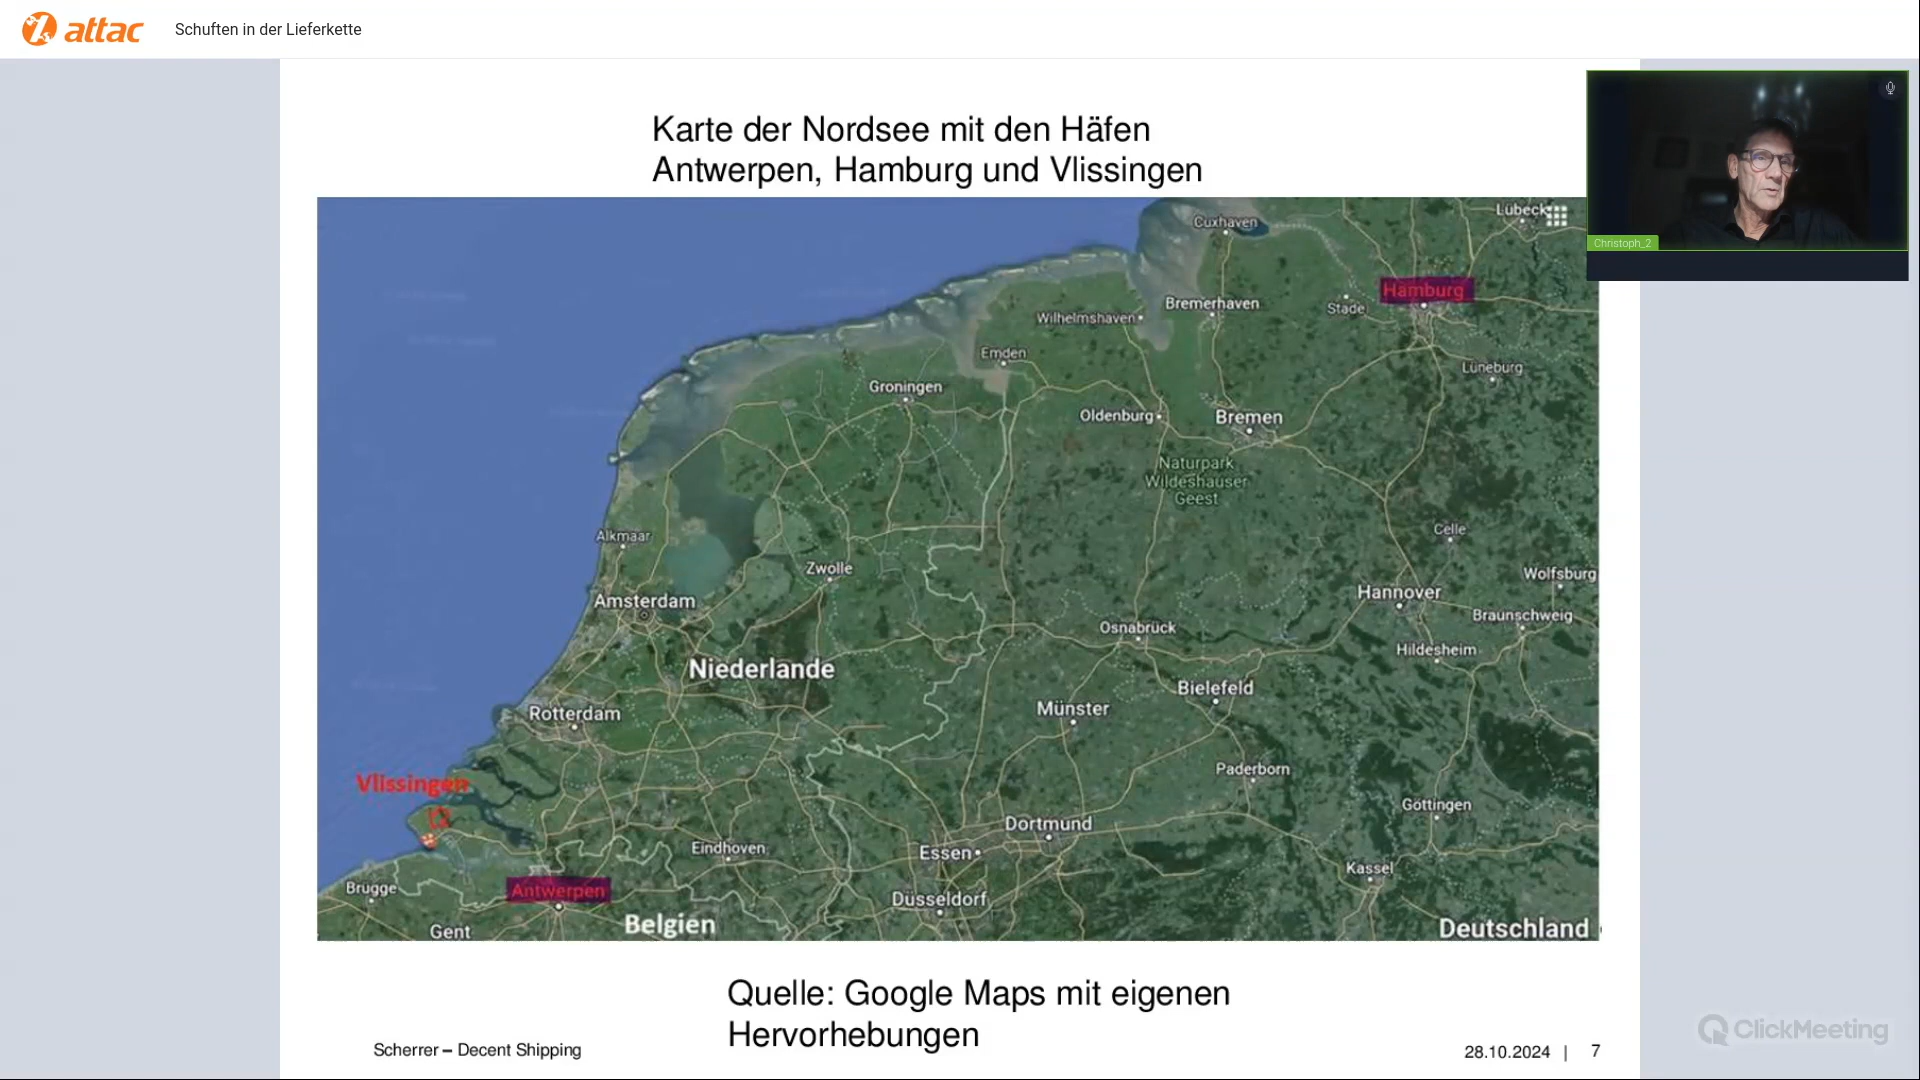 attac
Schuften in der Lieferkette
Karte der Nordsee mit den Häfen
Antwerpen, Hamburg und Vlissingen
Christoph_2
Cuxhaven
Lübeck
Hamburg
Bremerhaven
Stade
Wilhelmshaven
Emden
Lüneburg
Groningen
Oldenburg
Bremen
Naturpark
Wildeshauser
Geest
Alkmaar
Celle
Zwolle
Wolfsburg
Amsterdam
Hannover
Braunschweig
Osnabrück
Hildesheim
Niederlande
Bielefeld
Münster
Rotterdam
Paderborn
Vlissingen
Göttingen
Dortmund
Eindhoven
Essen
Kassel
Brügge
Antwerpen
Düsseldorf
Belgien
Gent
Deutschland
Quelle: Google Maps mit eigenen
Hervorhebungen
Scherrer – Decent Shipping
28.10.2024 | 7
ClickMeeting